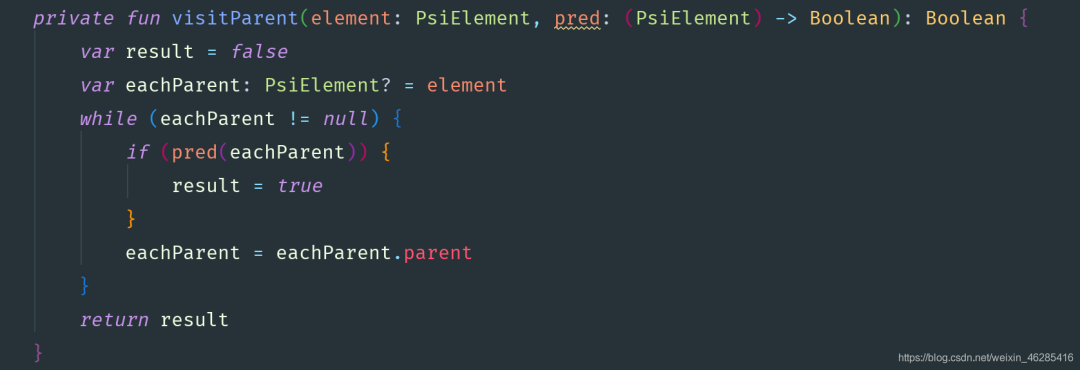 private fun visitParent(element: PsiElement, pred: (PsiElement) -> Boolean): Boolean {
    var result = false
    var eachParent: PsiElement? = element
    while (eachParent != null) {
        if (pred(eachParent)) {
            result = true
        }
        eachParent = eachParent.parent
    }
    return result
}
https://blog.csdn.net/weixin_46285416